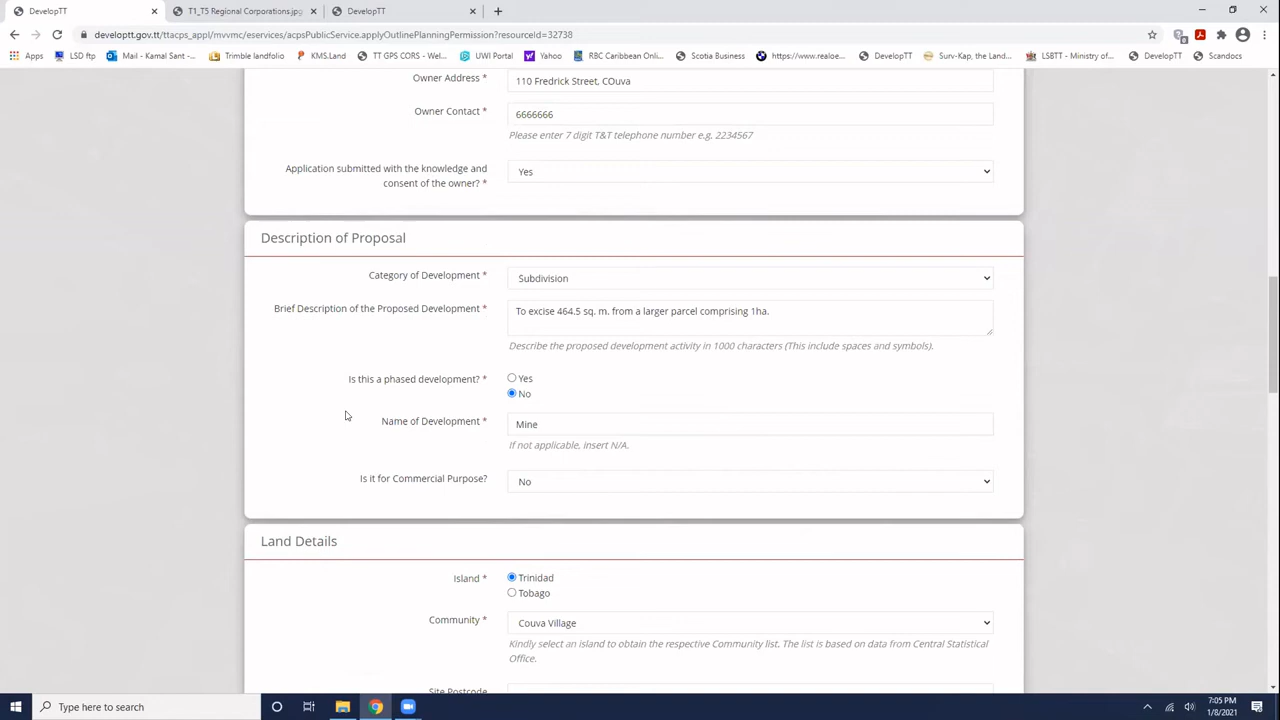 DevelopTT
T1_T5 Regional Corporations.jpg
DevelopTT
developtt.gov.tt/ttacps_appl/mvvmc/eservices/acpsPublicService.applyOutlinePlanningPermission?resourceId=32738
Apps LSD ftp Mail - Kamal Sant -... Trimble landfolio KMS.Land TT GPS CORS - Wel... UWI Portal Yahoo RBC Caribbean Onli... Scotia Business https://www.realoe... DevelopTT Surv-Kap, the Land... LSBTT - Ministry of... DevelopTT Scandocs
Owner Address * 110 Fredrick Street, COuva
Owner Contact * 6666666
Please enter 7 digit T&T telephone number e.g. 2234567
Application submitted with the knowledge and
consent of the owner? * Yes
Description of Proposal
Category of Development * Subdivision
Brief Description of the Proposed Development * To excise 464.5 sq. m. from a larger parcel comprising 1ha.
Describe the proposed development activity in 1000 characters (This include spaces and symbols).
Is this a phased development? * Yes
No
Name of Development * Mine
If not applicable, insert N/A.
Is it for Commercial Purpose? No
Land Details
Island * Trinidad
Tobago
Community * Couva Village
Kindly select an island to obtain the respective Community list. The list is based on data from Central Statistical
Office.
Site Postcode
Type here to search
7:05 PM
1/8/2021